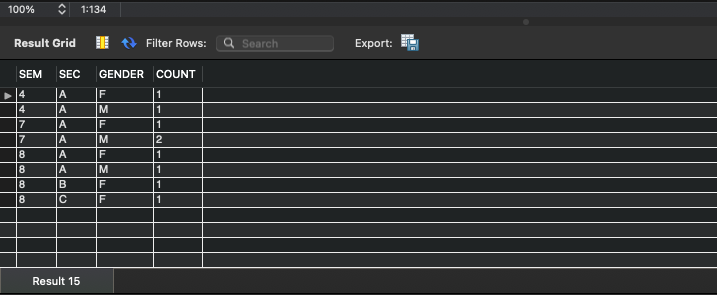 100% 1:134
Result Grid Filter Rows: Search Export:
SEM SEC GENDER COUNT
4 A F 1
4 A M 1
7 A F 1
7 A M 2
8 A F 1
8 A M 1
8 B F 1
8 C F 1
Result 15